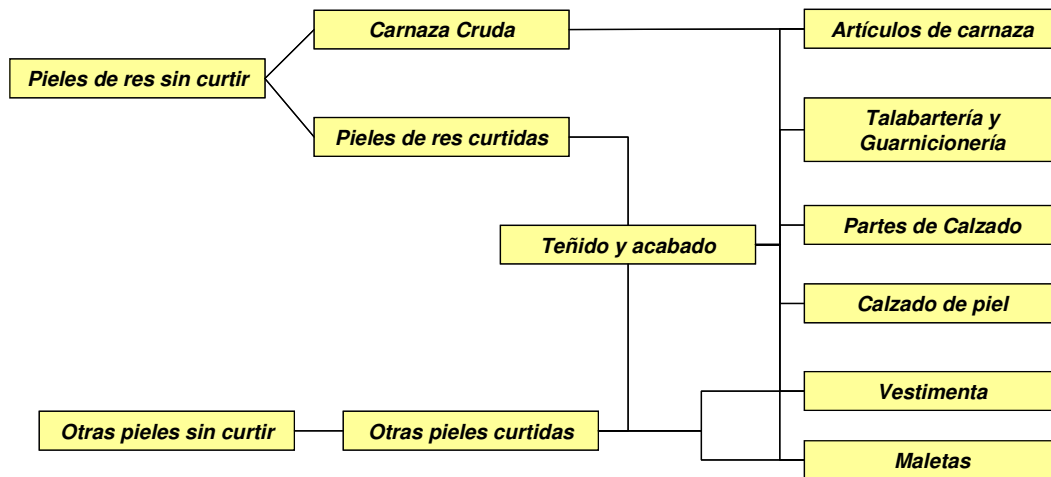 Carnaza Cruda
Artículos de carnaza
Pieles de res sin curtir
Pieles de res curtidas
Talabartería y
Guarnicionería
Teñido y acabado
Partes de Calzado
Calzado de piel
Vestimenta
Otras pieles sin curtir
Otras pieles curtidas
Maletas